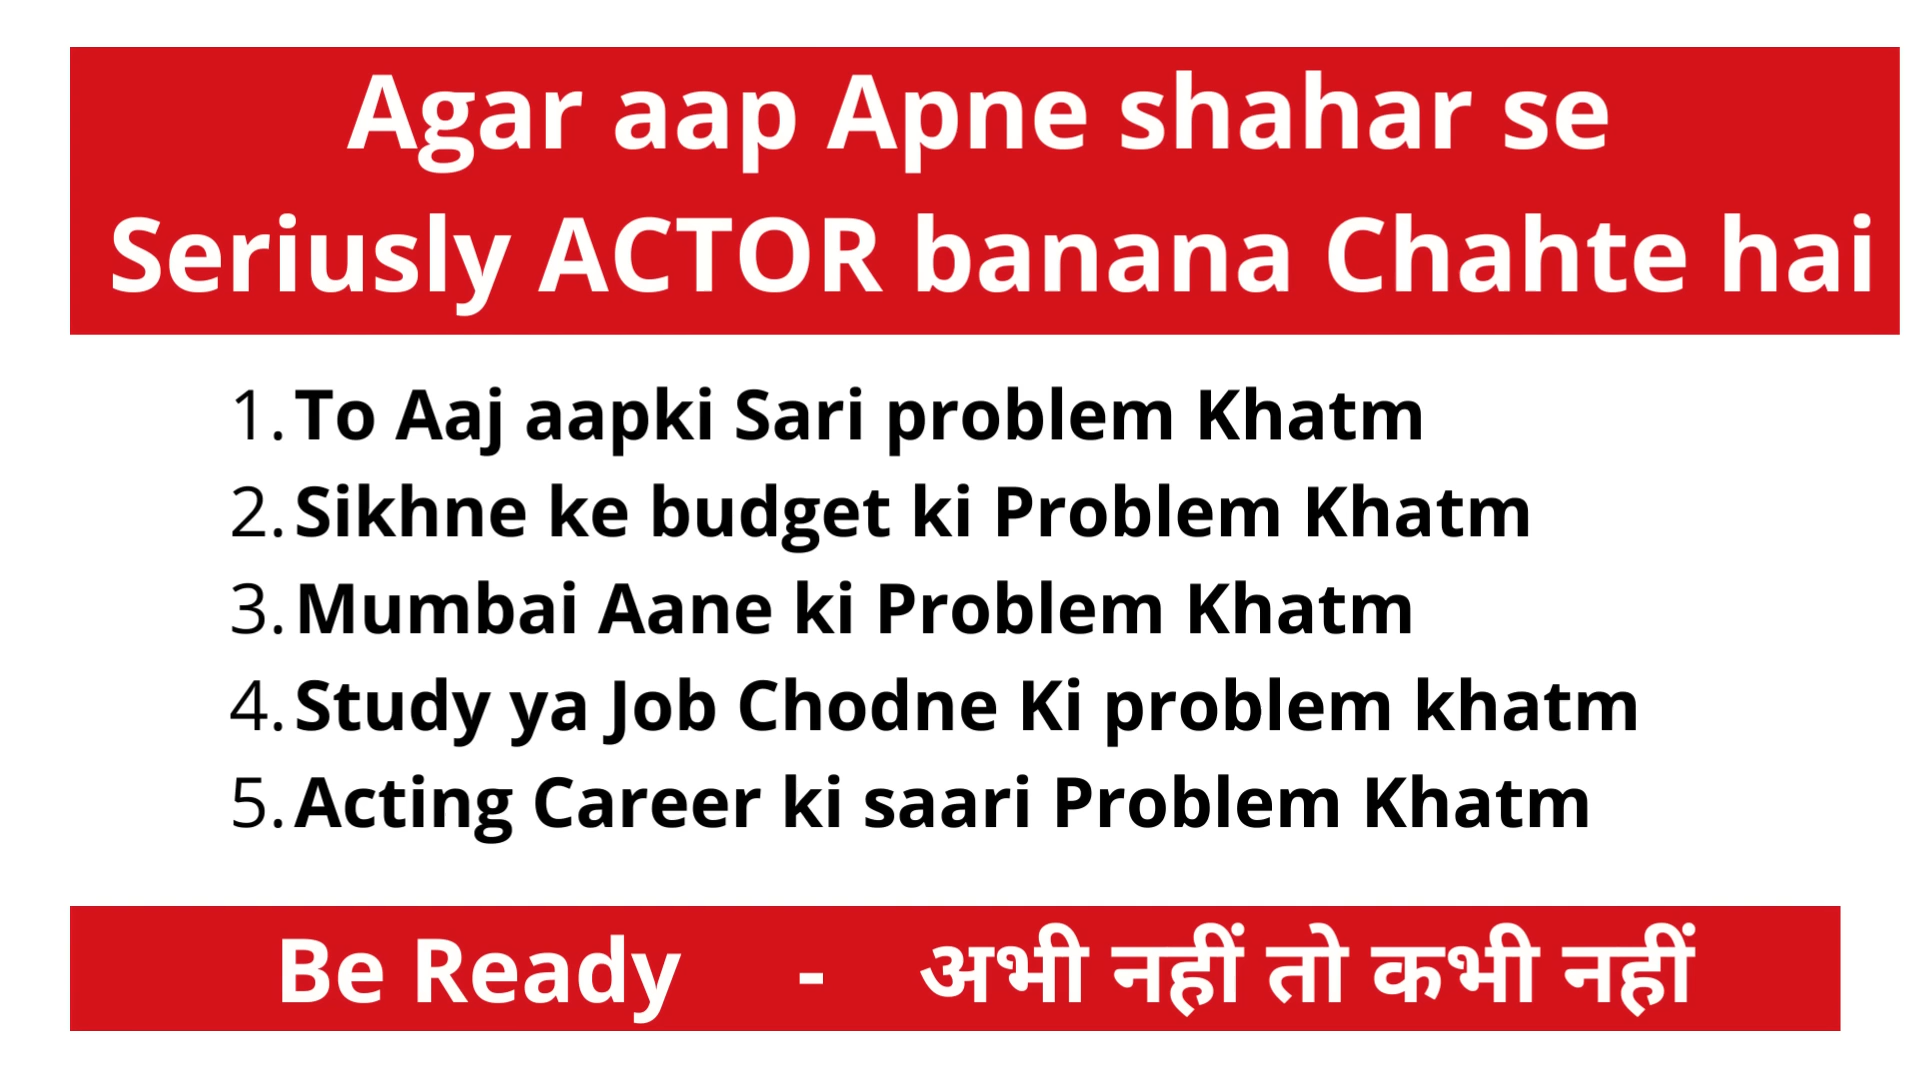 Agar aap Apne shahar se
Seriusly ACTOR banana Chahte hai
1. To Aaj aapki Sari problem Khatm
2. Sikhne ke budget ki Problem Khatm
3. Mumbai Aane ki Problem Khatm
4. Study ya Job Chodne Ki problem khatm
5. Acting Career ki saari Problem Khatm
Be Ready - अभी नहीं तो कभी नहीं